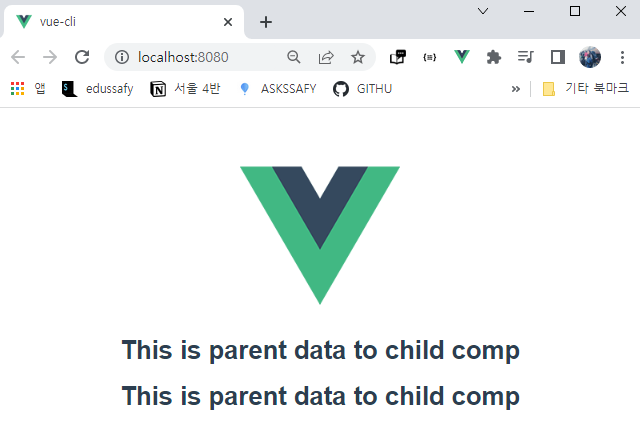 vue-cli
localhost:8080
앱 edussafy 서울 4반 ASKSSAFY GITHU » 기타 북마크
This is parent data to child comp
This is parent data to child comp